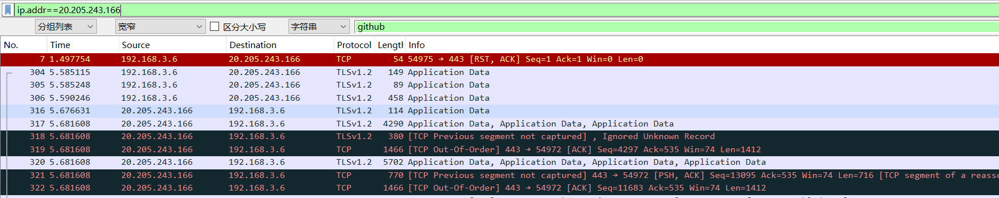 ip.addr==20.205.243.166
分组列表 宽窄 区分大小写 字符串 github
No. Time Source Destination Protocol Length Info
7 1.497754 192.168.3.6 20.205.243.166 TCP 54 54975 → 443 [RST, ACK] Seq=1 Ack=1 Win=0 Len=0
304 5.585115 192.168.3.6 20.205.243.166 TLSv1.2 149 Application Data
305 5.585248 192.168.3.6 20.205.243.166 TLSv1.2 89 Application Data
306 5.590246 192.168.3.6 20.205.243.166 TLSv1.2 458 Application Data
316 5.676631 20.205.243.166 192.168.3.6 TLSv1.2 114 Application Data
317 5.681608 20.205.243.166 192.168.3.6 TLSv1.2 4290 Application Data, Application Data, Application Data
318 5.681608 20.205.243.166 192.168.3.6 TLSv1.2 380 [TCP Previous segment not captured] , Ignored Unknown Record
319 5.681608 20.205.243.166 192.168.3.6 TCP 1466 [TCP Out-Of-Order] 443 → 54972 [ACK] Seq=4297 Ack=535 Win=74 Len=1412
320 5.681608 20.205.243.166 192.168.3.6 TLSv1.2 5702 Application Data, Application Data, Application Data, Application Data
321 5.681608 20.205.243.166 192.168.3.6 TCP 770 [TCP Previous segment not captured] 443 → 54972 [PSH, ACK] Seq=13095 Ack=535 Win=74 Len=716 [TCP segment of a reasse
322 5.681608 20.205.243.166 192.168.3.6 TCP 1466 [TCP Out-Of-Order] 443 → 54972 [ACK] Seq=11683 Ack=535 Win=74 Len=1412